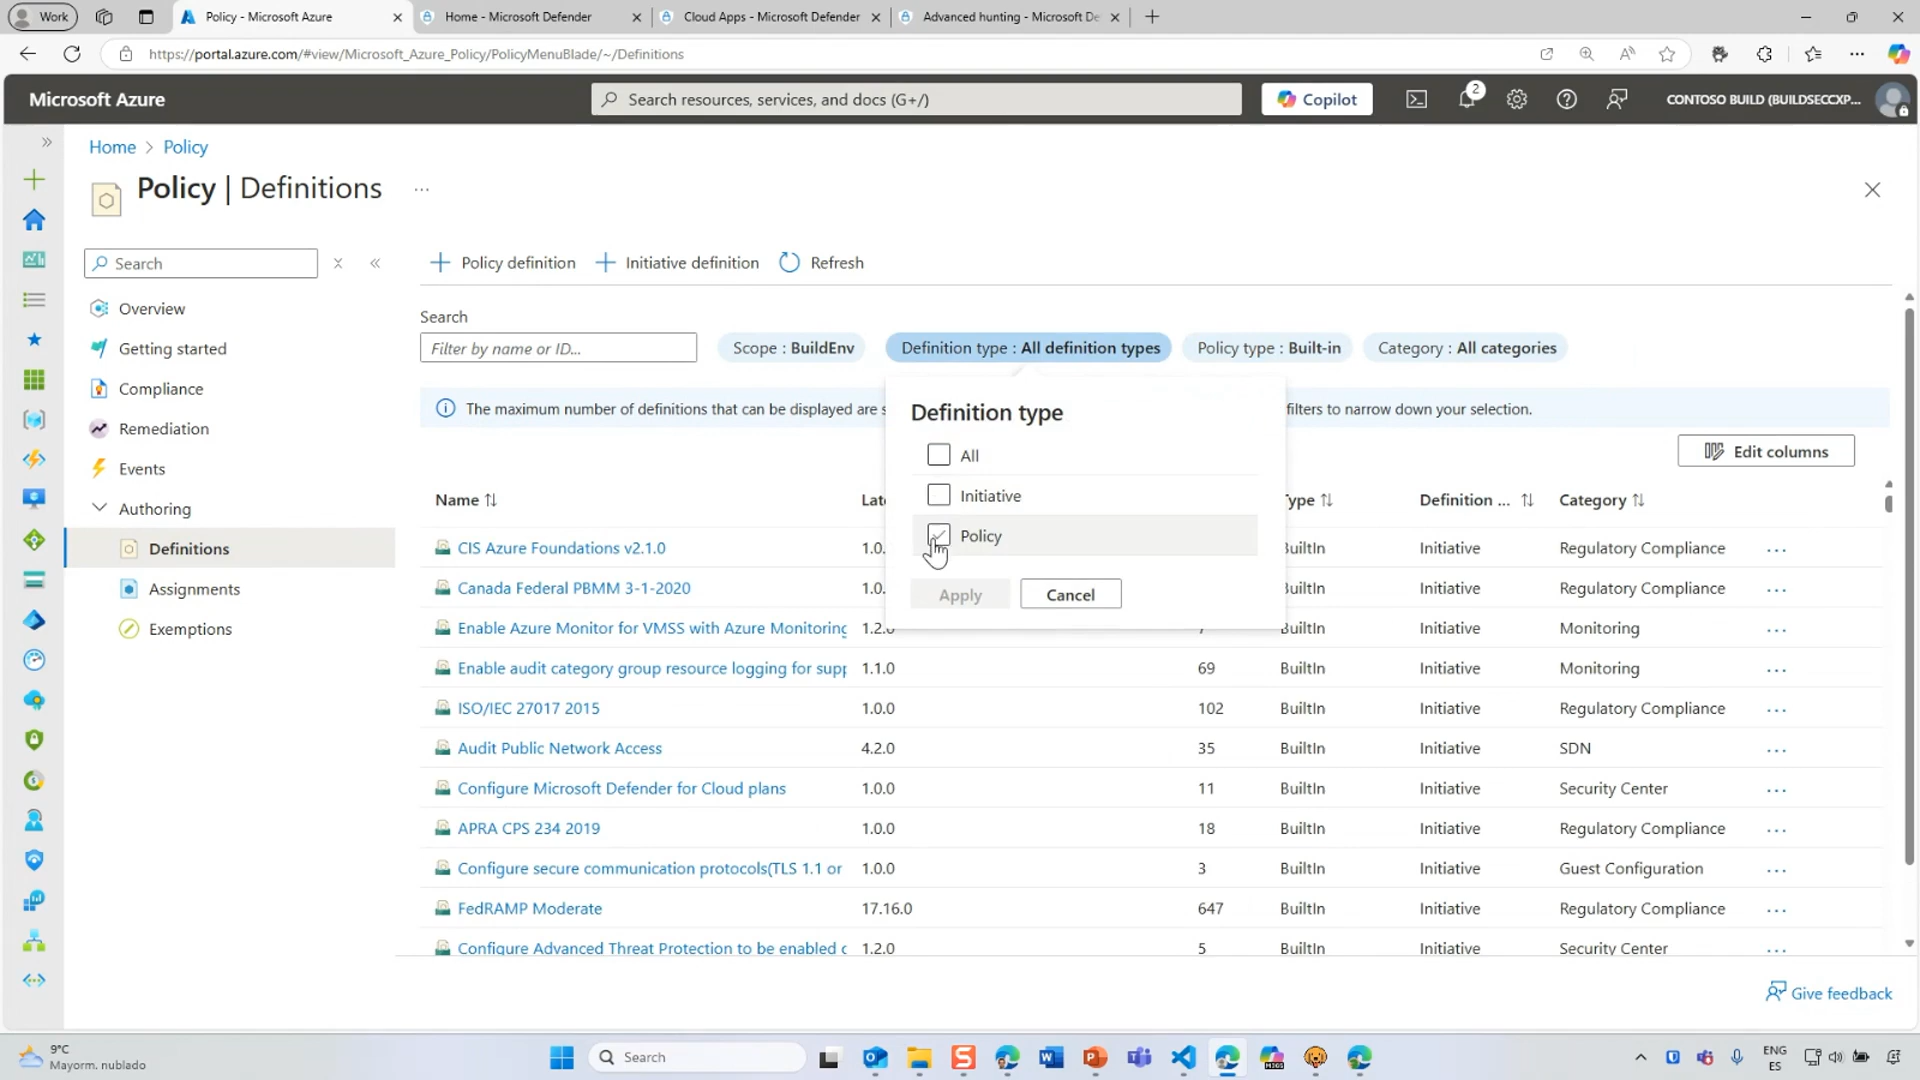 Work
Policy - Microsoft Azure
Home - Microsoft Defender
Cloud Apps - Microsoft Defender
Advanced hunting - Microsoft De
https://portal.azure.com/#view/Microsoft_Azure_Policy/PolicyMenuBlade/~/Definitions
Microsoft Azure
Search resources, services, and docs (G+/)
Copilot
2
CONTOSO BUILD (BUILDSECCXP...
Home > Policy
Policy | Definitions ...
Search
Overview
Getting started
Compliance
Remediation
Events
Authoring
Definitions
Assignments
Exemptions
Policy definition
Initiative definition
Refresh
Search
Filter by name or ID...
Scope : BuildEnv
Definition type : All definition types
Policy type : Built-in
Category : All categories
The maximum number of definitions that can be displayed are s
filters to narrow down your selection.
Definition type
All
Initiative
Policy
Apply
Cancel
Edit columns
Name
Late
ype
Definition ...
Category
CIS Azure Foundations v2.1.0 1.0. BuiltIn Initiative Regulatory Compliance ...
Canada Federal PBMM 3-1-2020 1.0. BuiltIn Initiative Regulatory Compliance ...
Enable Azure Monitor for VMSS with Azure Monitoring 1.2.0 BuiltIn Initiative Monitoring ...
Enable audit category group resource logging for supp 1.1.0 69 BuiltIn Initiative Monitoring ...
ISO/IEC 27017 2015 1.0.0 102 BuiltIn Initiative Regulatory Compliance ...
Audit Public Network Access 4.2.0 35 BuiltIn Initiative SDN ...
Configure Microsoft Defender for Cloud plans 1.0.0 11 BuiltIn Initiative Security Center ...
APRA CPS 234 2019 1.0.0 18 BuiltIn Initiative Regulatory Compliance ...
Configure secure communication protocols(TLS 1.1 or 1.0.0 3 BuiltIn Initiative Guest Configuration ...
FedRAMP Moderate 17.16.0 647 BuiltIn Initiative Regulatory Compliance ...
Configure Advanced Threat Protection to be enabled o 1.2.0 5 BuiltIn Initiative Security Center ...
Give feedback
9°C
Mayorm. nublado
Search
ENG
ES